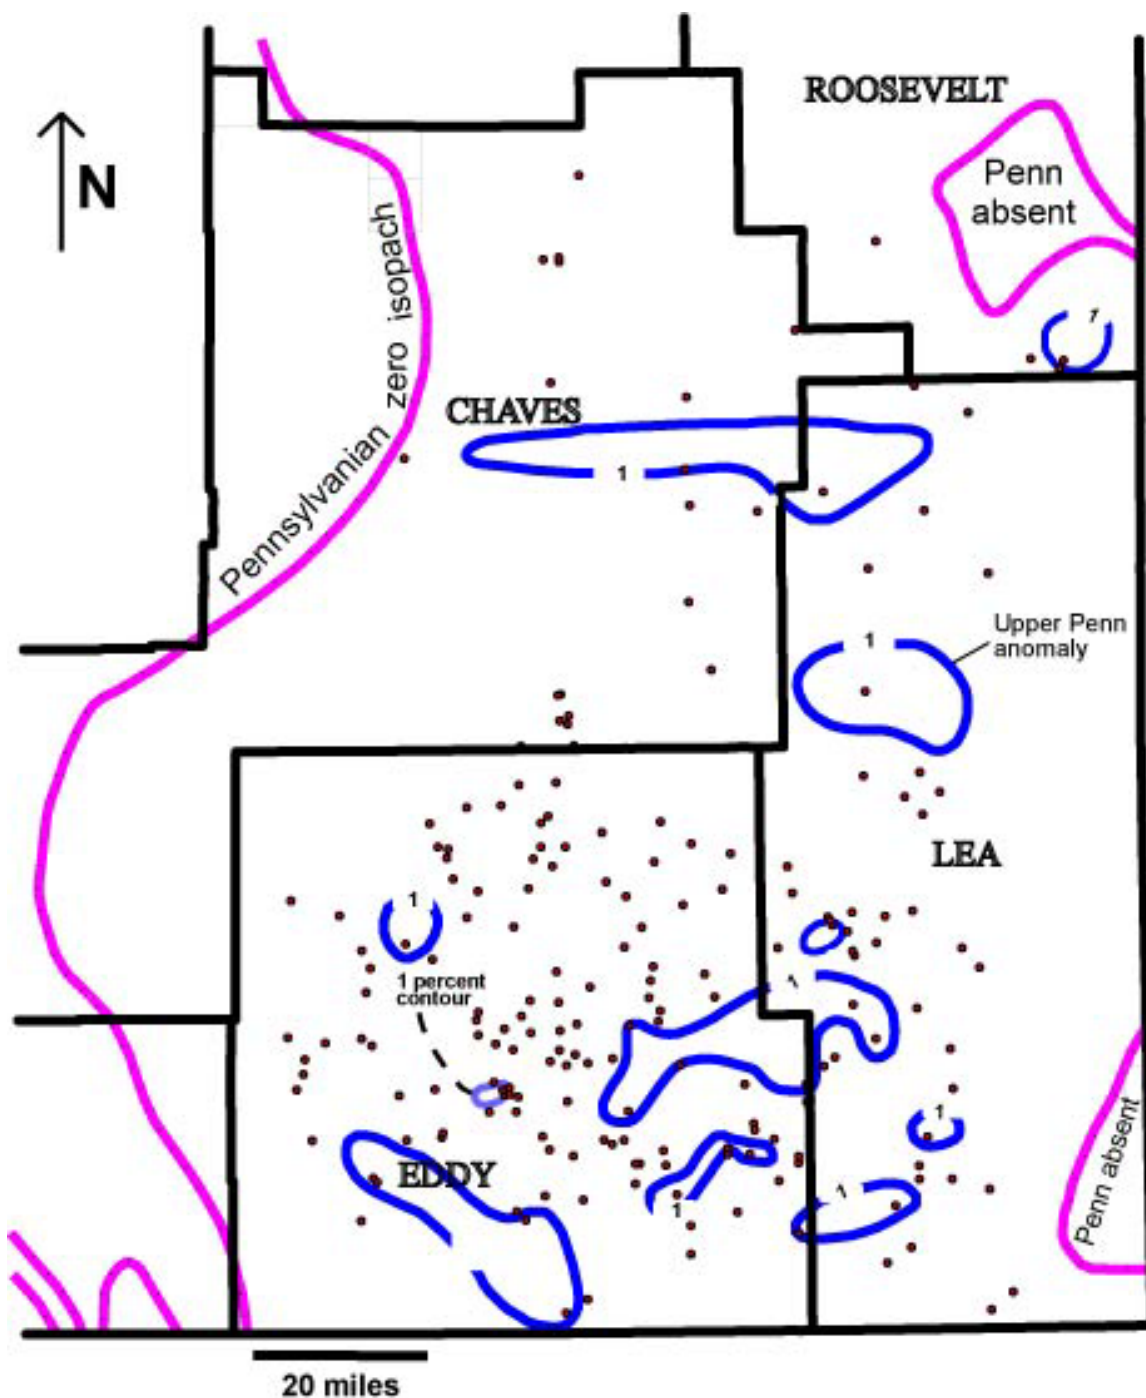 ROOSEVELT
N
Penn
absent
1
Pennsylvanian zero isopach
CHAVES
1
1
Upper Penn
anomaly
LEA
1
1 percent
contour
1
1
Penn absent
EDDY
1
1
20 miles